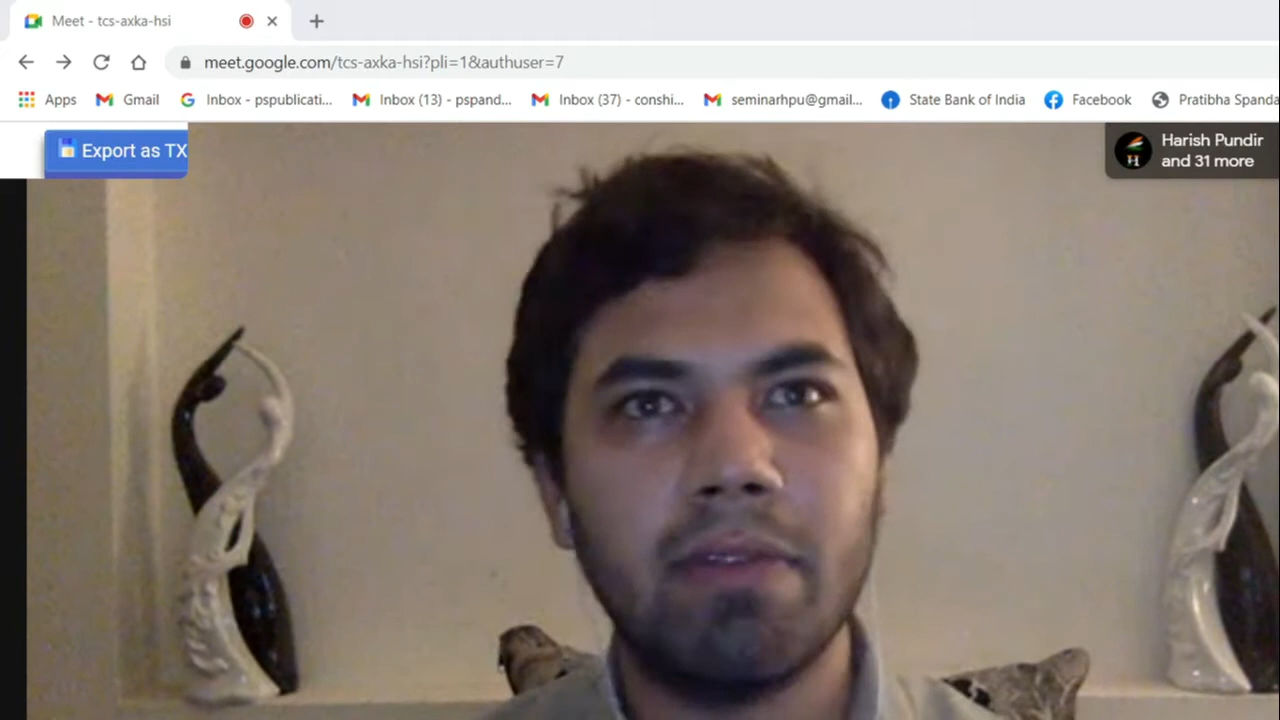 Meet - tcs-axka-hsi
meet.google.com/tcs-axka-hsi?pli=1&authuser=7
Apps Gmail Inbox - pspublicati... Inbox (13) - pspand... Inbox (37) - conshi... seminarhpu@gmail... State Bank of India Facebook Pratibha Spanda
Export as TX
Harish Pundir
and 31 more
H